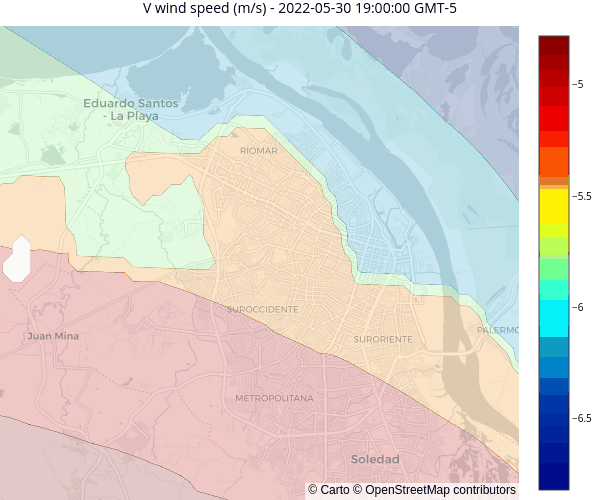 V wind speed (m/s) - 2022-05-30 19:00:00 GMT-5
Eduardo Santos
- La Playa
RIOMAR
SUROCCIDENTE
Juan Mina
SURORIENTE
PALERMO
METROPOLITANA
Soledad
© Carto © OpenStreetMap contributors
−5
−5.5
−6
−6.5